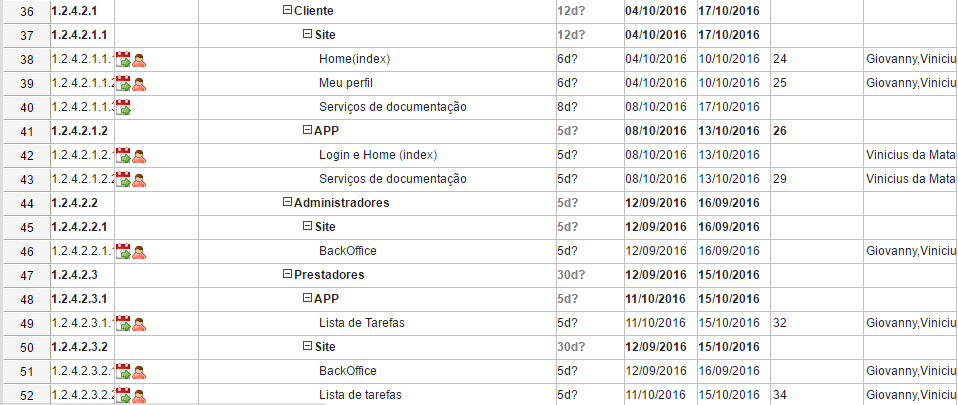 36 1.2.4.2.1 Cliente 12d? 04/10/2016 17/10/2016
37 1.2.4.2.1.1 Site 12d? 04/10/2016 17/10/2016
38 1.2.4.2.1.1. Home(index) 6d? 04/10/2016 10/10/2016 24 Giovanny,Viniciu
39 1.2.4.2.1.1.2 Meu perfil 6d? 04/10/2016 10/10/2016 25 Giovanny,Viniciu
40 1.2.4.2.1.1.3 Serviços de documentação 8d? 08/10/2016 17/10/2016
41 1.2.4.2.1.2 APP 5d? 08/10/2016 13/10/2016 26
42 1.2.4.2.1.2. Login e Home (index) 5d? 08/10/2016 13/10/2016 Vinicius da Mata
43 1.2.4.2.1.2.2 Serviços de documentação 5d? 08/10/2016 13/10/2016 29 Vinicius da Mata
44 1.2.4.2.2 Administradores 5d? 12/09/2016 16/09/2016
45 1.2.4.2.2.1 Site 5d? 12/09/2016 16/09/2016
46 1.2.4.2.2.1. BackOffice 5d? 12/09/2016 16/09/2016 Giovanny,Viniciu
47 1.2.4.2.3 Prestadores 30d? 12/09/2016 15/10/2016
48 1.2.4.2.3.1 APP 5d? 11/10/2016 15/10/2016
49 1.2.4.2.3.1. Lista de Tarefas 5d? 11/10/2016 15/10/2016 32 Giovanny,Viniciu
50 1.2.4.2.3.2 Site 30d? 12/09/2016 15/10/2016
51 1.2.4.2.3.2. BackOffice 5d? 12/09/2016 16/09/2016 Giovanny,Viniciu
52 1.2.4.2.3.2.2 Lista de tarefas 5d? 11/10/2016 15/10/2016 34 Giovanny,Viniciu